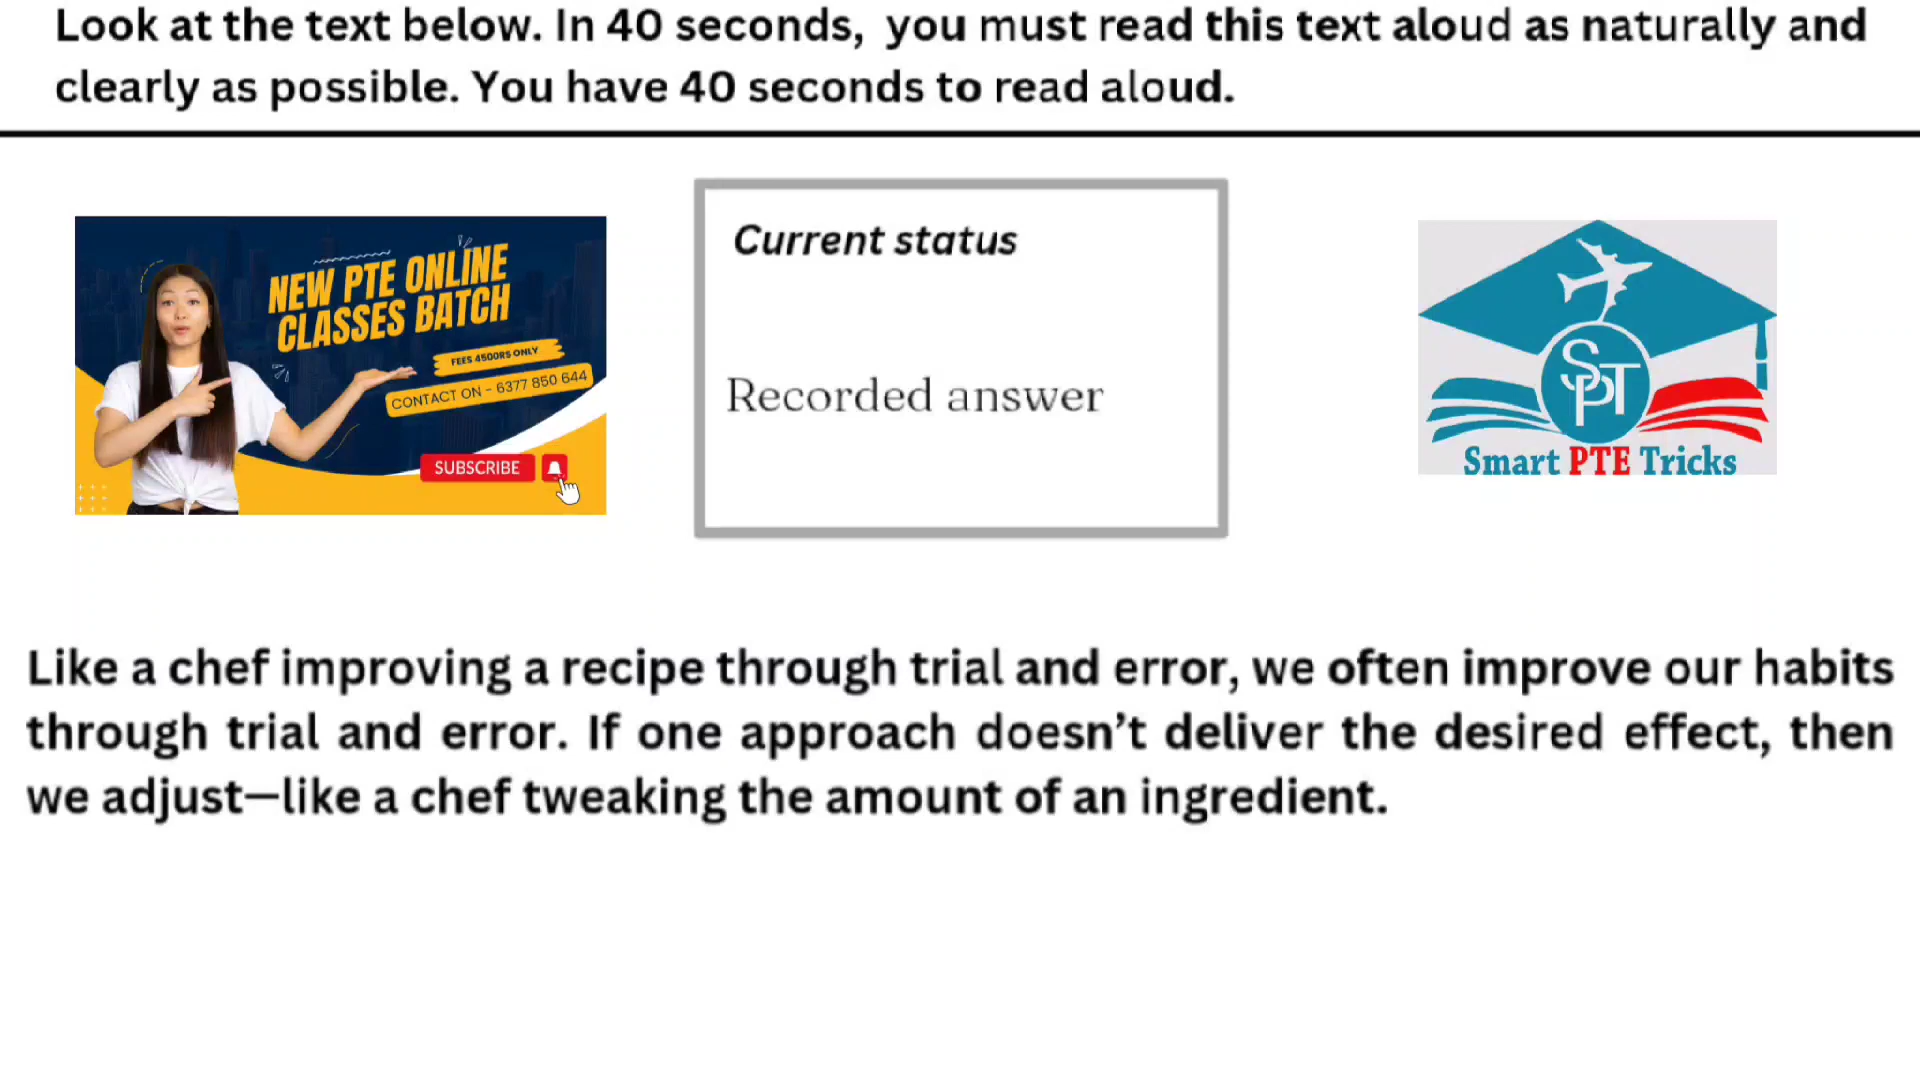 Look at the text below. In 40 seconds, you must read this text aloud as naturally and
clearly as possible. You have 40 seconds to read aloud.
NEW PTE ONLINE
CLASSES BATCH
FEES 4500RS ONLY
CONTACT ON - 6377 850 644
SUBSCRIBE
Current status
Recorded answer
SPT
Smart PTE Tricks
Like a chef improving a recipe through trial and error, we often improve our habits
through trial and error. If one approach doesn’t deliver the desired effect, then
we adjust—like a chef tweaking the amount of an ingredient.